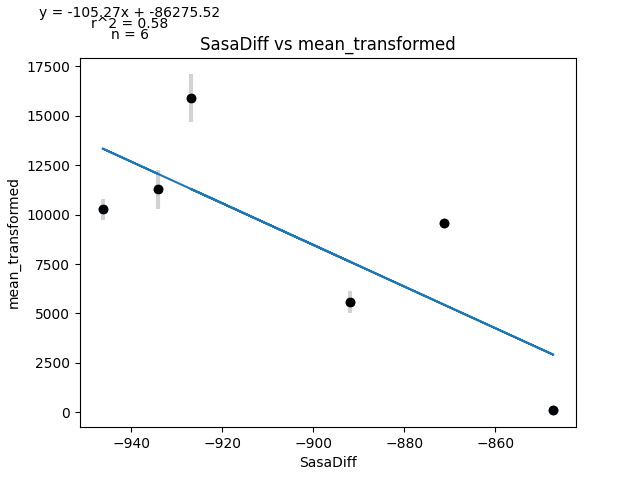 y = -105.27x + -86275.52
r^2 = 0.58
n = 6
SasaDiff vs mean_transformed
17500
15000
12500
10000
7500
5000
2500
0
mean_transformed
−940 −920 −900 −880 −860
SasaDiff